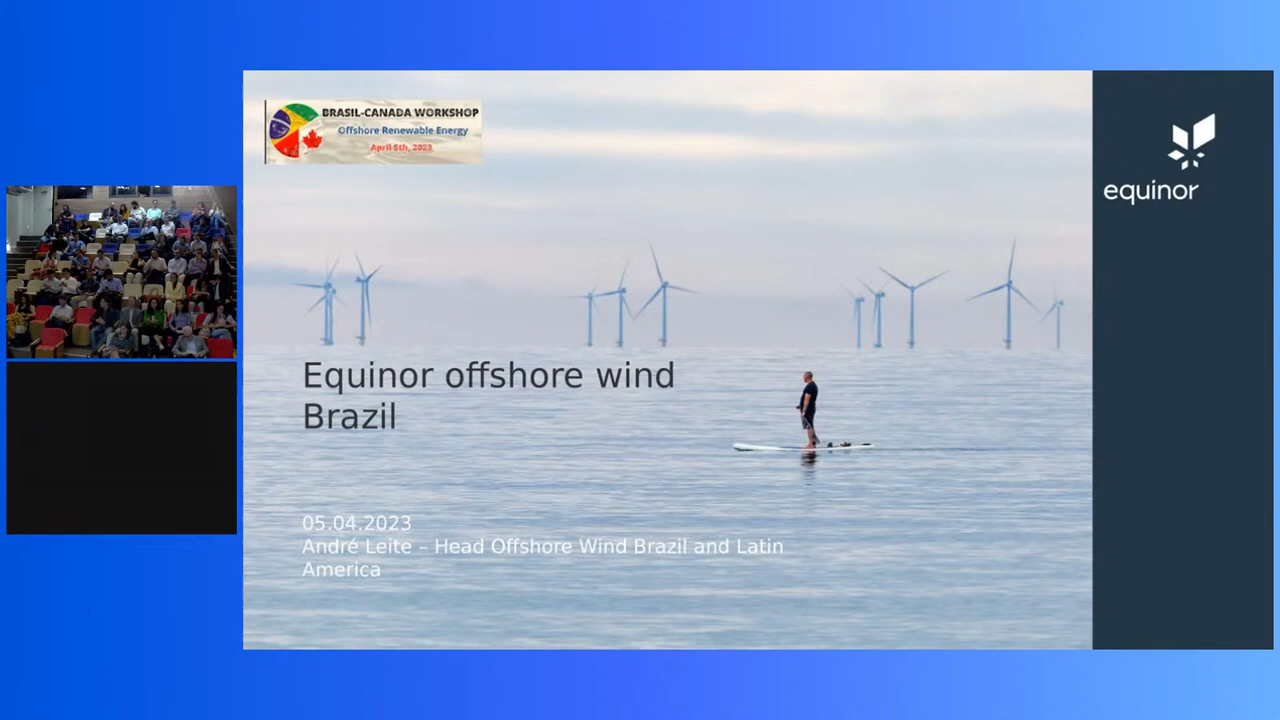 BRASIL-CANADA WORKSHOP
Offshore Renewable Energy
April 5th, 2023
equinor
Equinor offshore wind
Brazil
05.04.2023
André Leite – Head Offshore Wind Brazil and Latin
America